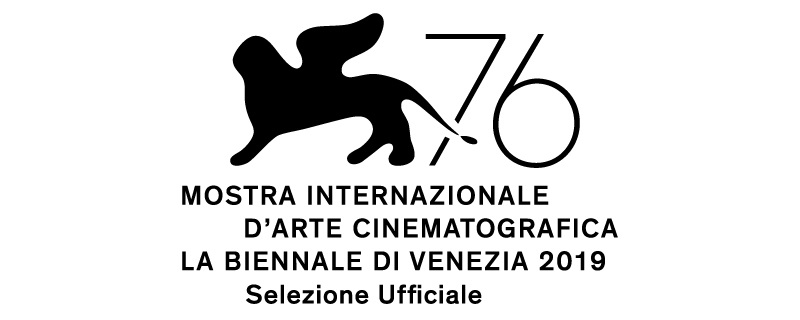 76
MOSTRA INTERNAZIONALE
D’ARTE CINEMATOGRAFICA
LA BIENNALE DI VENEZIA 2019
Selezione Ufficiale